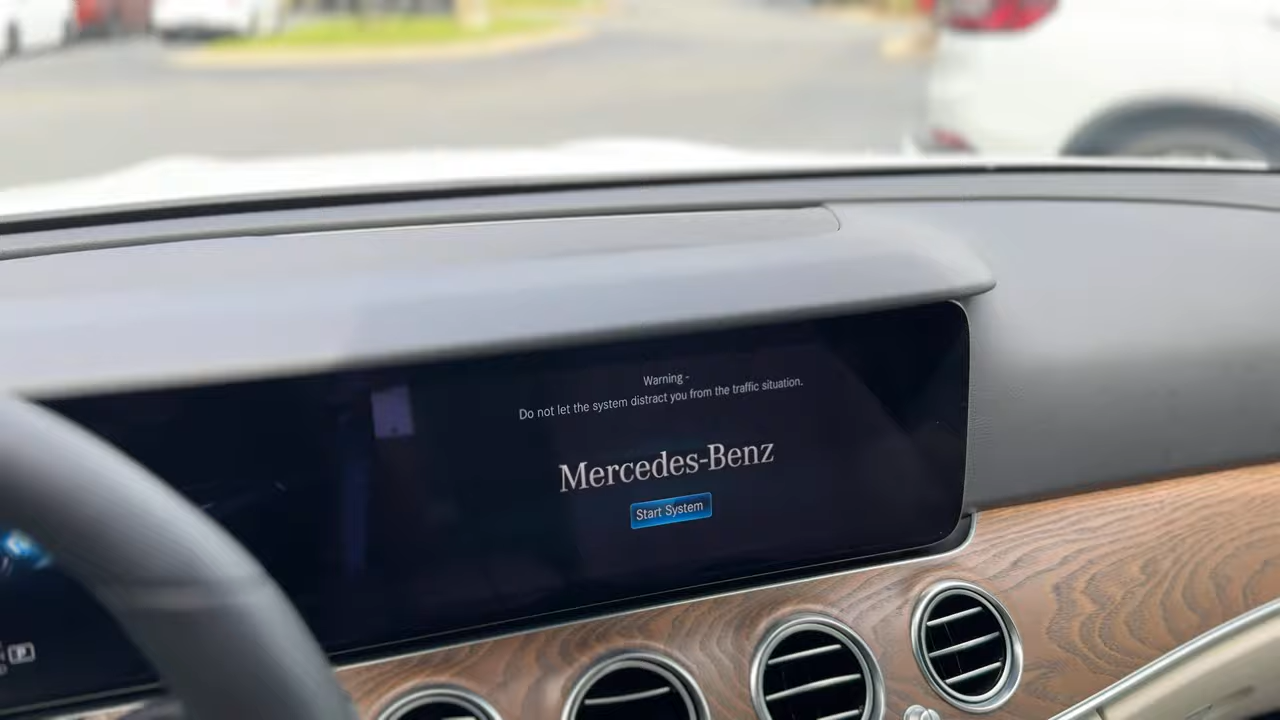 Warning -
Do not let the system distract you from the traffic situation.
Mercedes-Benz
Start System
P